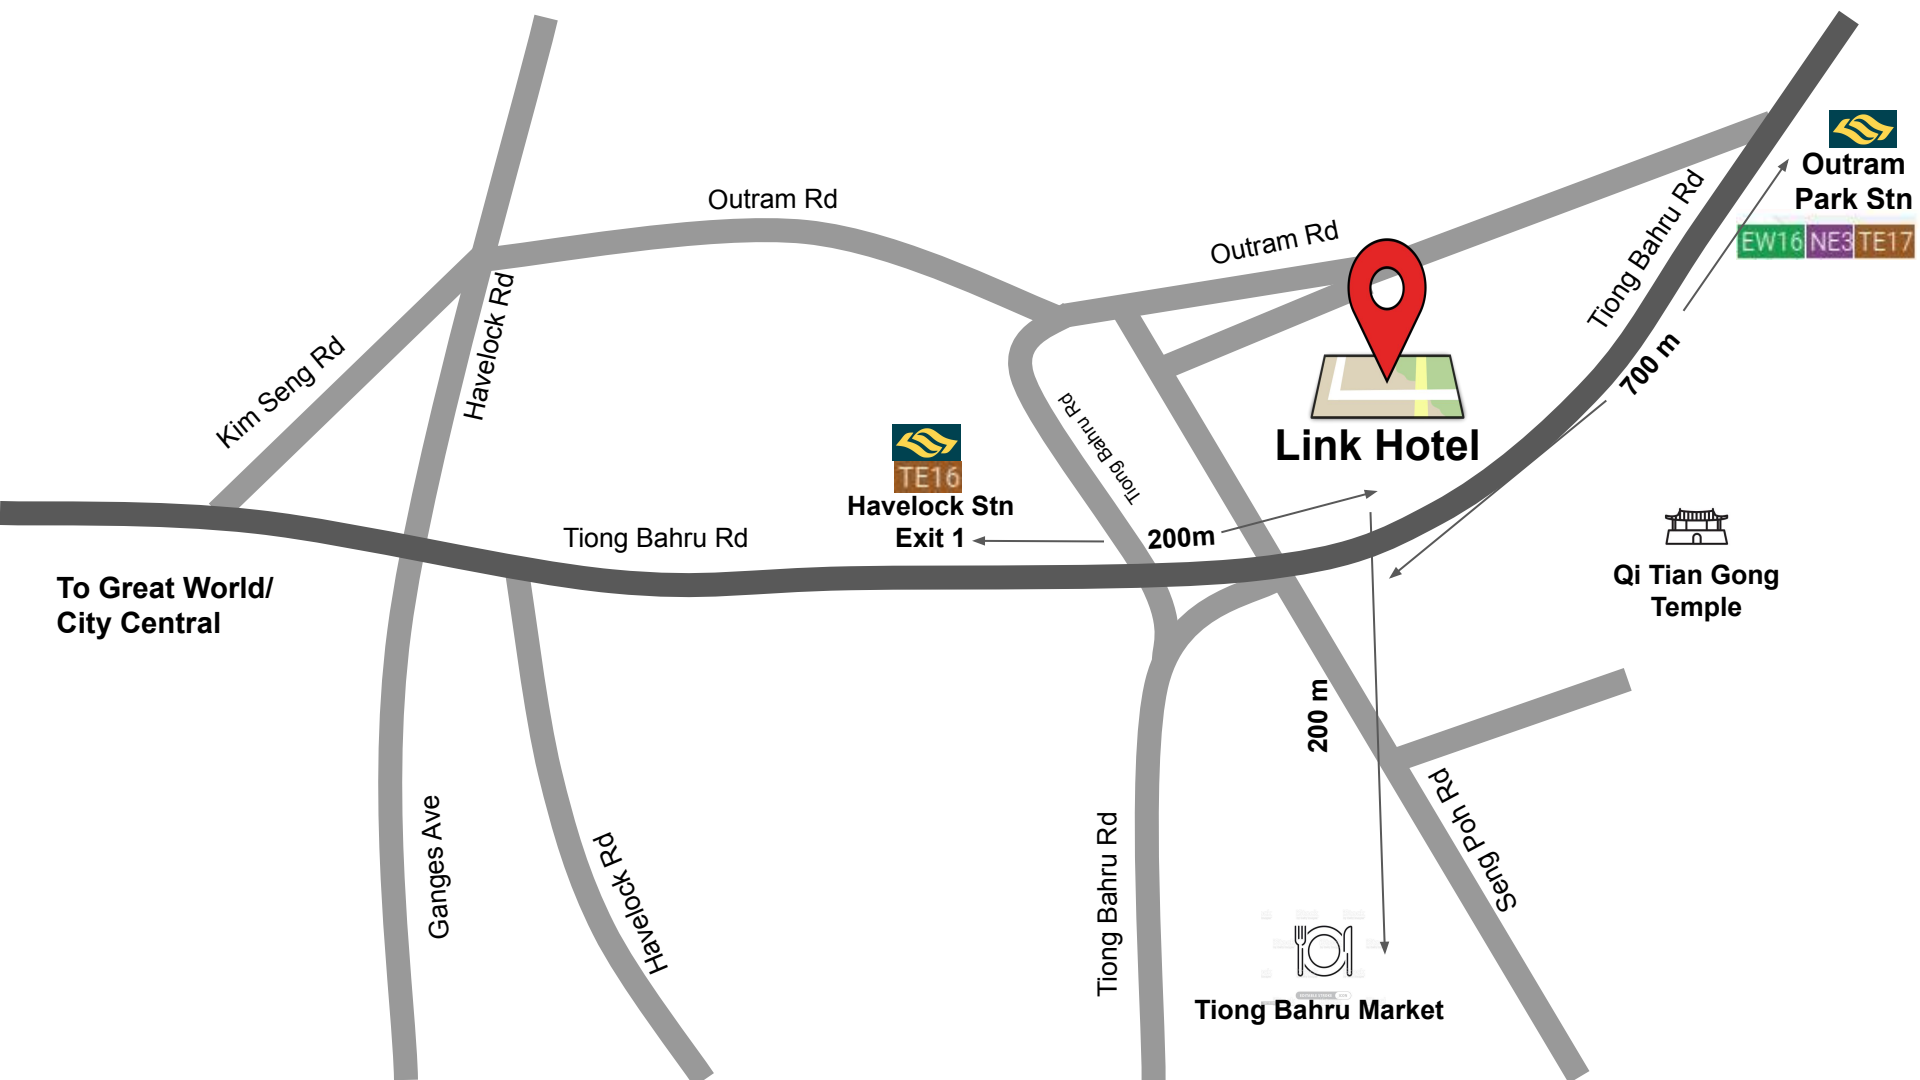 Outram Rd
Outram Rd
Tiong Bahru Rd
Outram
Park Stn
EW16 NE3 TE17
Havelock Rd
Kim Seng Rd
700 m
Tiong Bahru Rd
Link Hotel
TE16
Havelock Stn
Exit 1
200m
Tiong Bahru Rd
To Great World/
City Central
Qi Tian Gong
Temple
200 m
Ganges Ave
Havelock Rd
Tiong Bahru Rd
Seng Poh Rd
Tiong Bahru Market